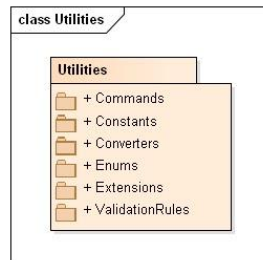 class Utilities
Utilities
+ Commands
+ Constants
+ Converters
+ Enums
+ Extensions
+ ValidationRules